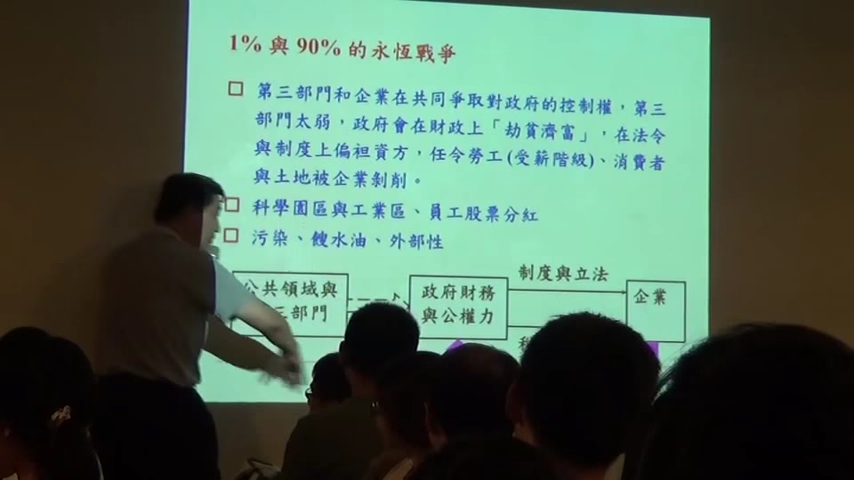 1% 與 90% 的永恆戰爭
第三部門和企業在共同爭取對政府的控制權，第三
部門太弱，政府會在財政上「劫貧濟富」，在法令
與制度上偏袒資方，任令勞工(受薪階級)、消費者
與土地被企業剝削。
科學園區與工業區、員工股票分紅
污染、餿水油、外部性
制度與立法
公共領域與
三部門
政府財務
與公權力
企業